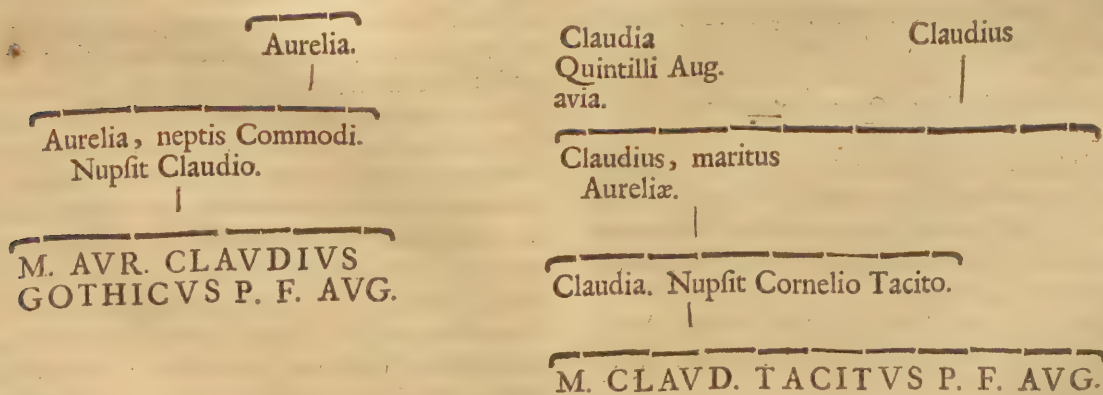 Aurelia.
Aurelia, neptis Commodi.
Nupſit Claudio.
M. AVR. CLAVDIVS
GOTHICVS P. F. AVG.
Claudia
Quintilli Aug.
avia.
Claudius
Claudius, maritus
Aureliæ.
Claudia. Nupſit Cornelio Tacito.
M. CLAVD. TACITVS P. F. AVG.